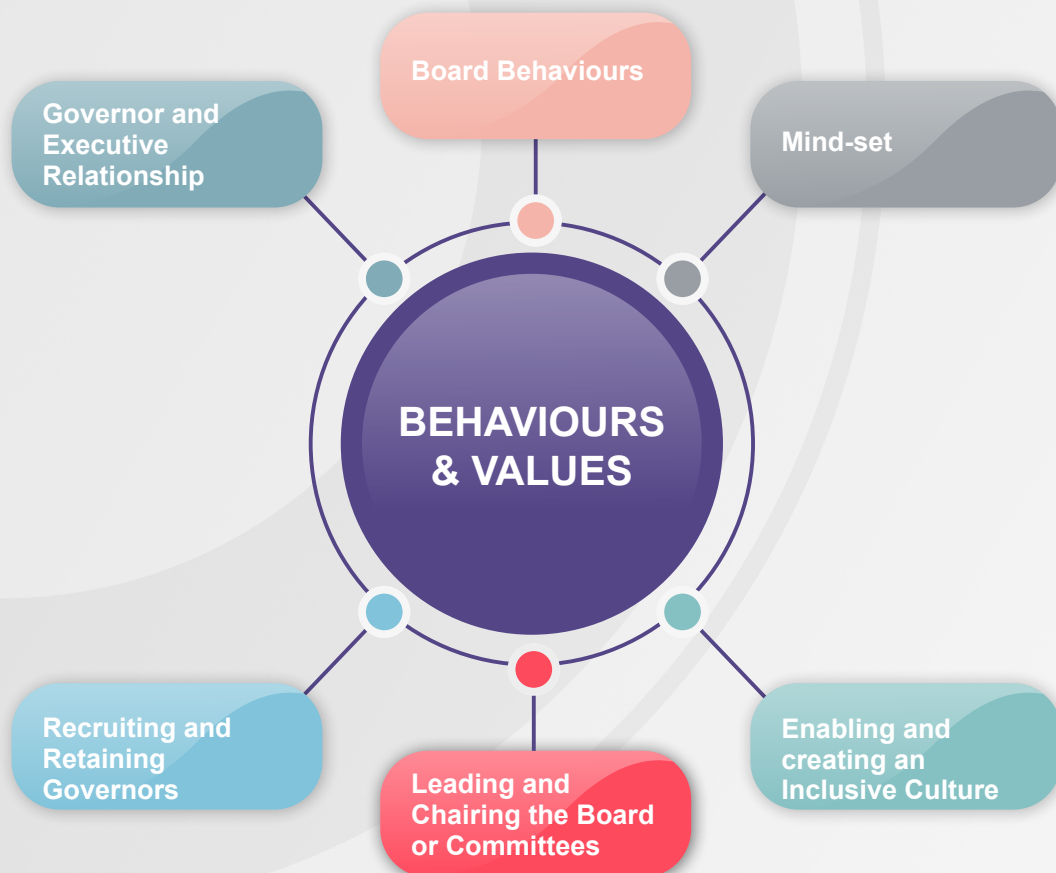 Board Behaviours
Governor and
Executive
Relationship
Mind-set
BEHAVIOURS
& VALUES
Recruiting and
Retaining
Governors
Leading and
Chairing the Board
or Committees
Enabling and
creating an
Inclusive Culture